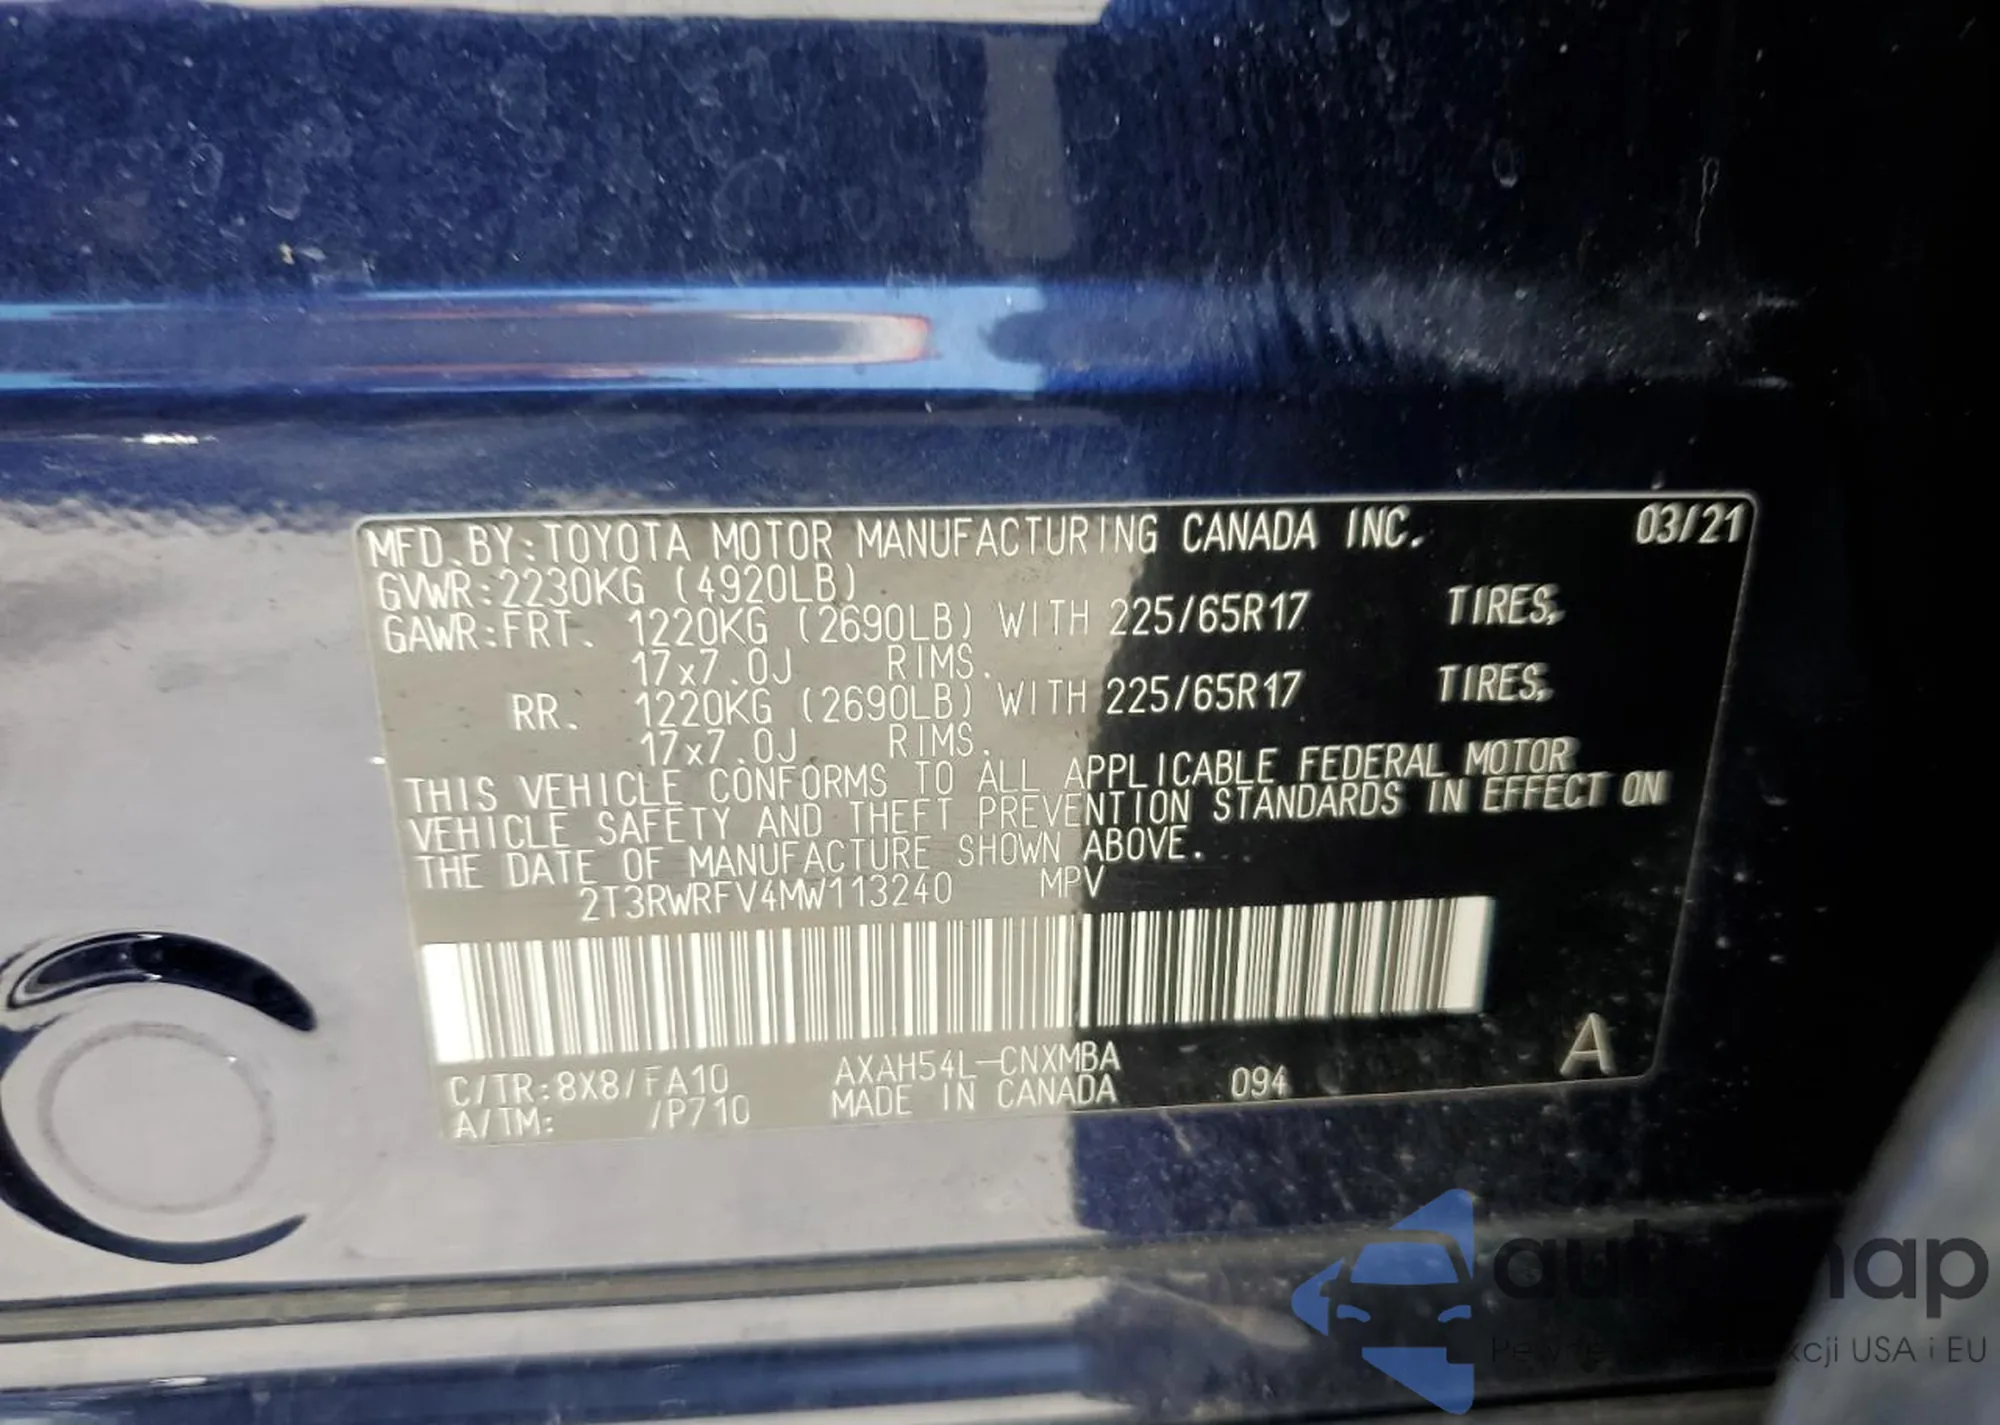 MFD. BY: TOYOTA MOTOR MANUFACTURING CANADA INC. 03/21
GVWR: 2230KG (4920LB)
GAWR: FRT. 1220KG (2690LB) WITH 225/65R17 TIRES,
17x7.0J RIMS.
RR. 1220KG (2690LB) WITH 225/65R17 TIRES,
17x7.0J RIMS.
THIS VEHICLE CONFORMS TO ALL APPLICABLE FEDERAL MOTOR
VEHICLE SAFETY AND THEFT PREVENTION STANDARDS IN EFFECT ON
THE DATE OF MANUFACTURE SHOWN ABOVE.
2T3RWRFV4MW113240 MPV
C/TR: 8X8/FA10 AXAH54L-CNXMBA 094 A
A/TM: /P710 MADE IN CANADA
USA i EU